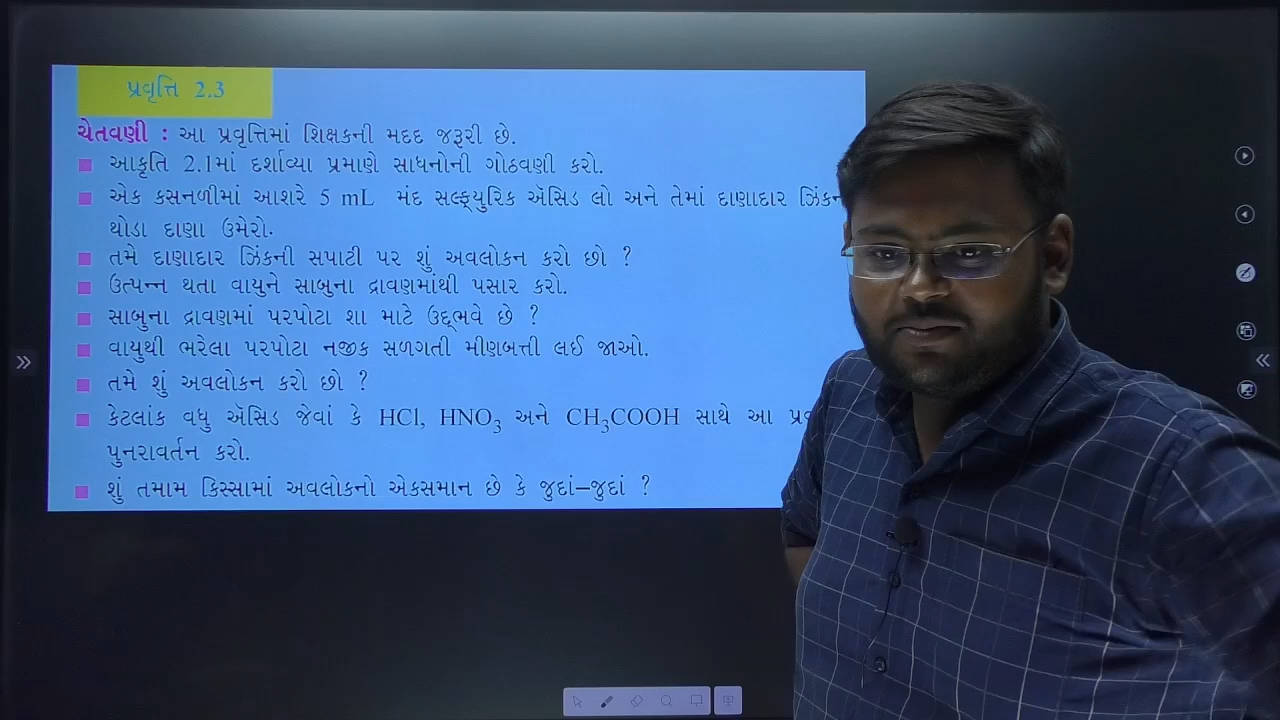 પ્રવૃત્તિ 2.3
ચેતવણી : આ પ્રવૃત્તિમાં શિક્ષકની મદદ જરૂરી છે.
આકૃતિ 2.1માં દર્શાવ્યા પ્રમાણે સાધનોની ગોઠવણી કરો.
એક કસનળીમાં આશરે 5 mL મંદ સલ્ફ્યુરિક ઍસિડ લો અને તેમાં દાણાદાર
થોડા દાણા ઉમેરો.
તમે દાણાદાર ઝિંકની સપાટી પર શું અવલોકન કરો છો ?
ઉત્પન્ન થતા વાયુને સાબુના દ્રાવણમાંથી પસાર કરો.
સાબુના દ્રાવણમાં પરપોટા શા માટે ઉદ્ભવે છે ?
વાયુથી ભરેલા પરપોટા નજીક સળગતી મીણબત્તી લઈ જાઓ.
તમે શું અવલોકન કરો છો ?
કેટલાંક વધુ ઍસિડ જેવાં કે HCl, HNO₃ અને CH₃COOH સાથે આ
પુનરાવર્તન કરો.
શું તમામ કિસ્સામાં અવલોકનો એકસમાન છે કે જુદાં–જુદાં ?